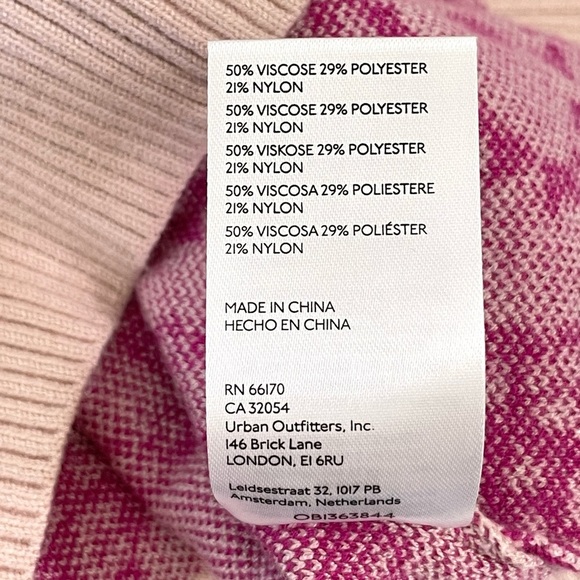 50% VISCOSE 29% POLYESTER
21% NYLON
50% VISCOSE 29% POLYESTER
21% NYLON
50% VISKOSE 29% POLYESTER
21% NYLON
50% VISCOSA 29% POLIESTERE
21% NYLON
50% VISCOSA 29% POLIÉSTER
21% NYLON
MADE IN CHINA
HECHO EN CHINA
RN 66170
CA 32054
Urban Outfitters, Inc.
146 Brick Lane
LONDON, E1 6RU
Leidsestraat 32, 1017 PB
Amsterdam, Netherlands
OB1363844